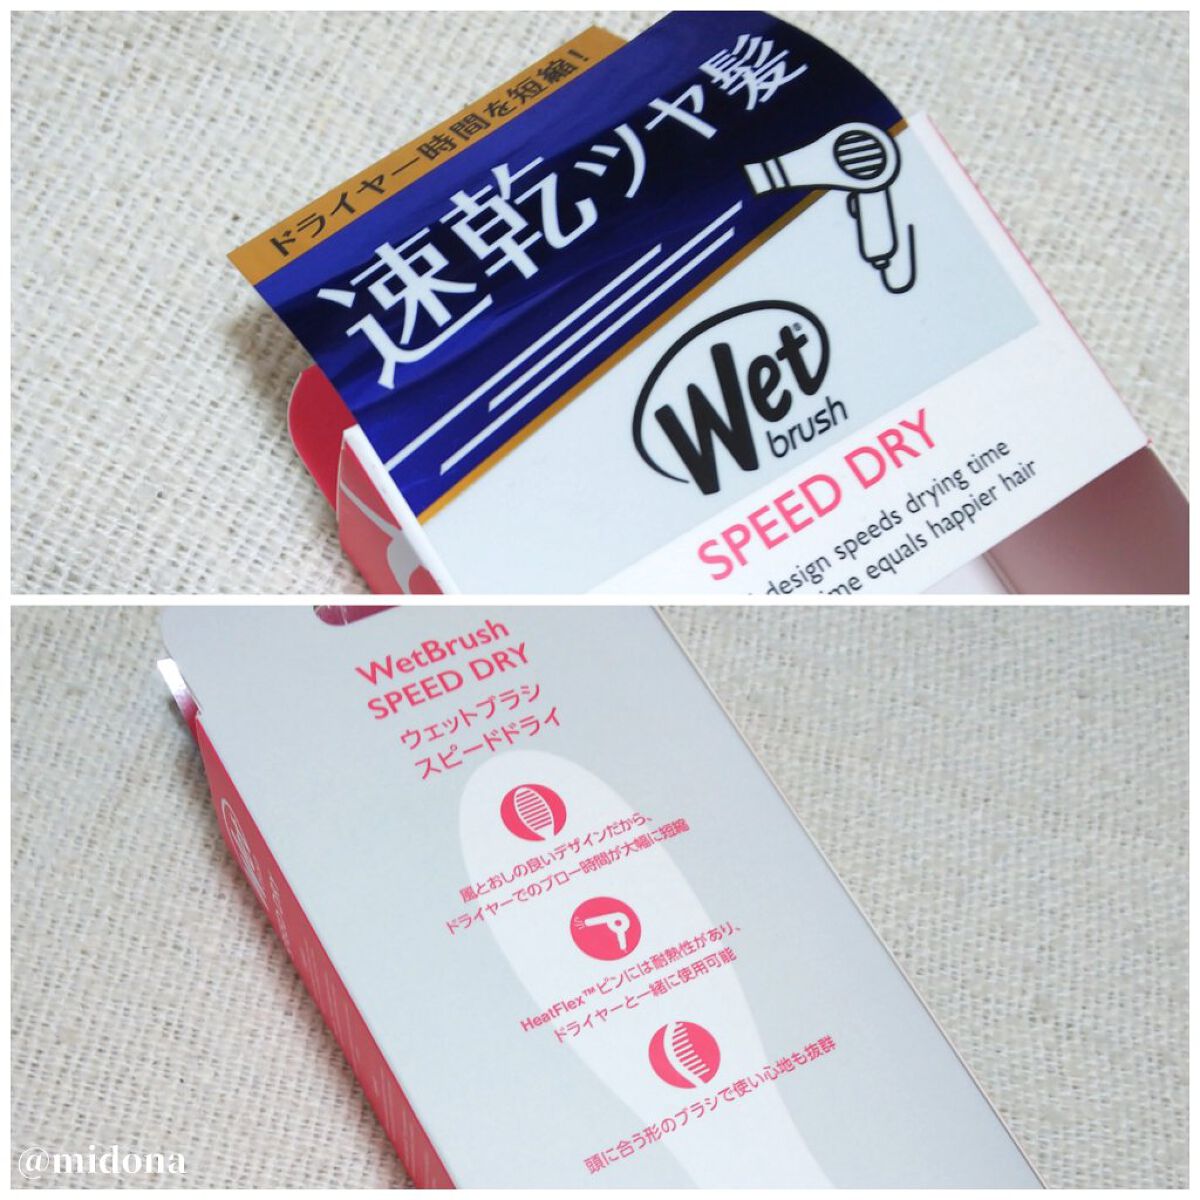 ドライヤー時間を短縮!
速乾ツヤ髪
Wet®
brush
SPEED DRY
design speeds drying time
equals happier hair
WetBrush
SPEED DRY
ウェットブラシ
スピードドライ
風とおしの良いデザインだから、
ドライヤーでのブロー時間が大幅に短縮
HeatFlex™ピンには耐熱性があり、
ドライヤーと一緒に使用可能
頭に合う形のブラシで使い心地も抜群
@midona